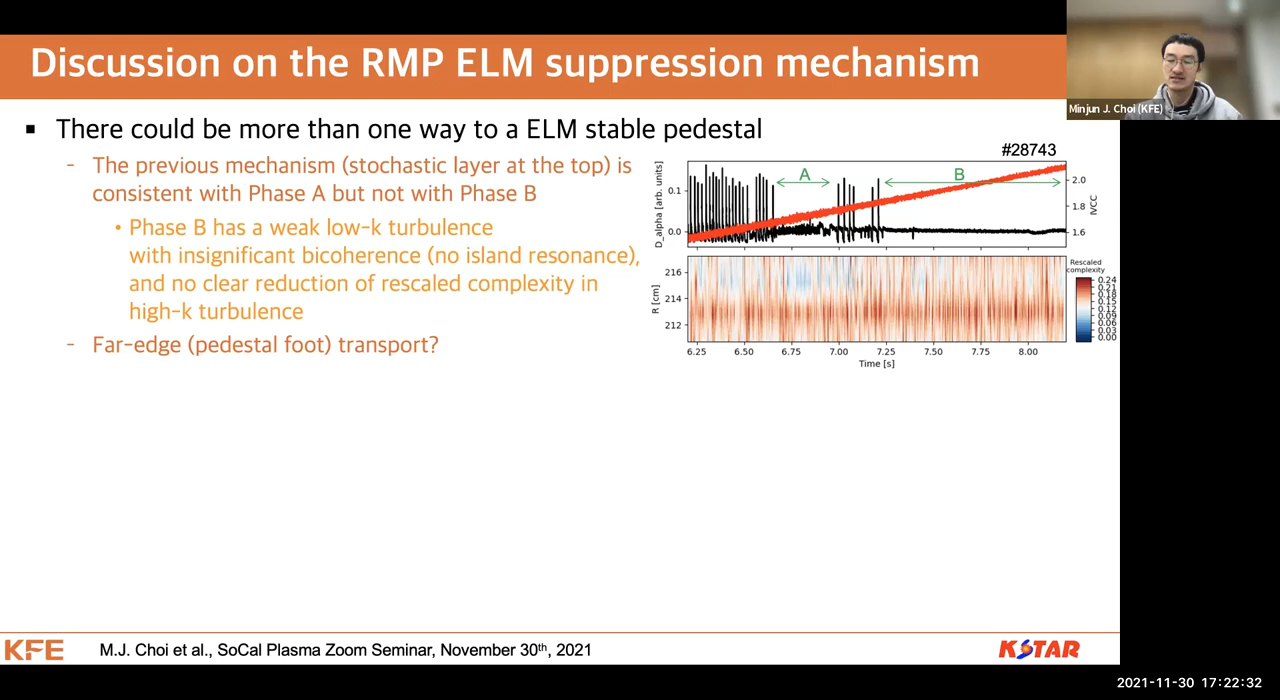 Discussion on the RMP ELM suppression mechanism
Minjun J. Choi (KFE)
▪ There could be more than one way to a ELM stable pedestal
- The previous mechanism (stochastic layer at the top) is
consistent with Phase A but not with Phase B
• Phase B has a weak low-k turbulence
with insignificant bicoherence (no island resonance),
and no clear reduction of rescaled complexity in
high-k turbulence
- Far-edge (pedestal foot) transport?
#28743
D_alpha [arb. units]
0.1
0.0
A
B
2.0
1.8
1.6
IVCC
R [cm]
216
214
212
6.25 6.50 6.75 7.00 7.25 7.50 7.75 8.00
Time [s]
Rescaled
complexity
0.24
0.21
0.18
0.15
0.12
0.09
0.06
0.03
0.00
KFE
M.J. Choi et al., SoCal Plasma Zoom Seminar, November 30th, 2021
KSTAR
2021-11-30 17:22:32